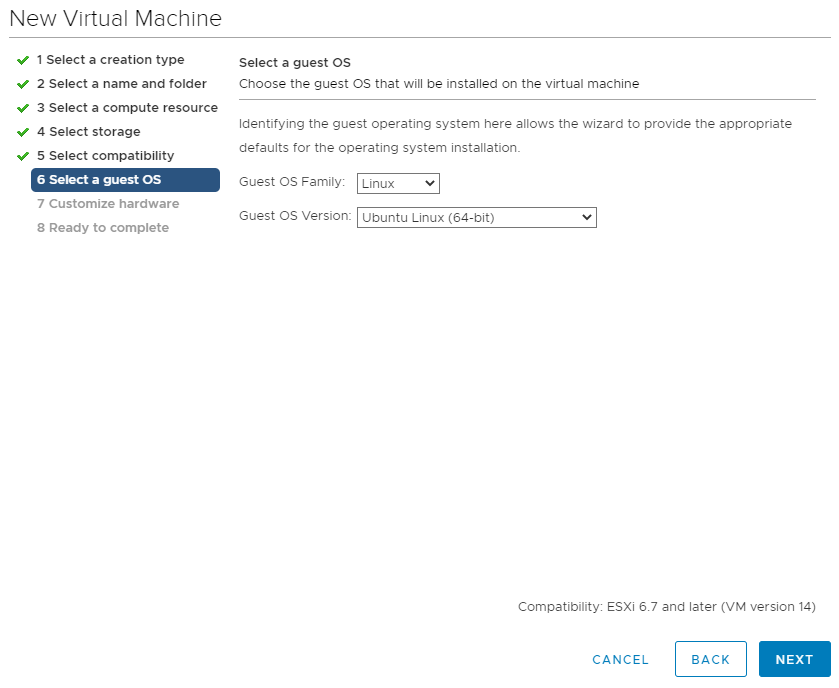 New Virtual Machine
1 Select a creation type
2 Select a name and folder
3 Select a compute resource
4 Select storage
5 Select compatibility
6 Select a guest OS
7 Customize hardware
8 Ready to complete
Select a guest OS
Choose the guest OS that will be installed on the virtual machine
Identifying the guest operating system here allows the wizard to provide the appropriate
defaults for the operating system installation.
Guest OS Family: Linux
Guest OS Version: Ubuntu Linux (64-bit)
Compatibility: ESXi 6.7 and later (VM version 14)
CANCEL BACK NEXT